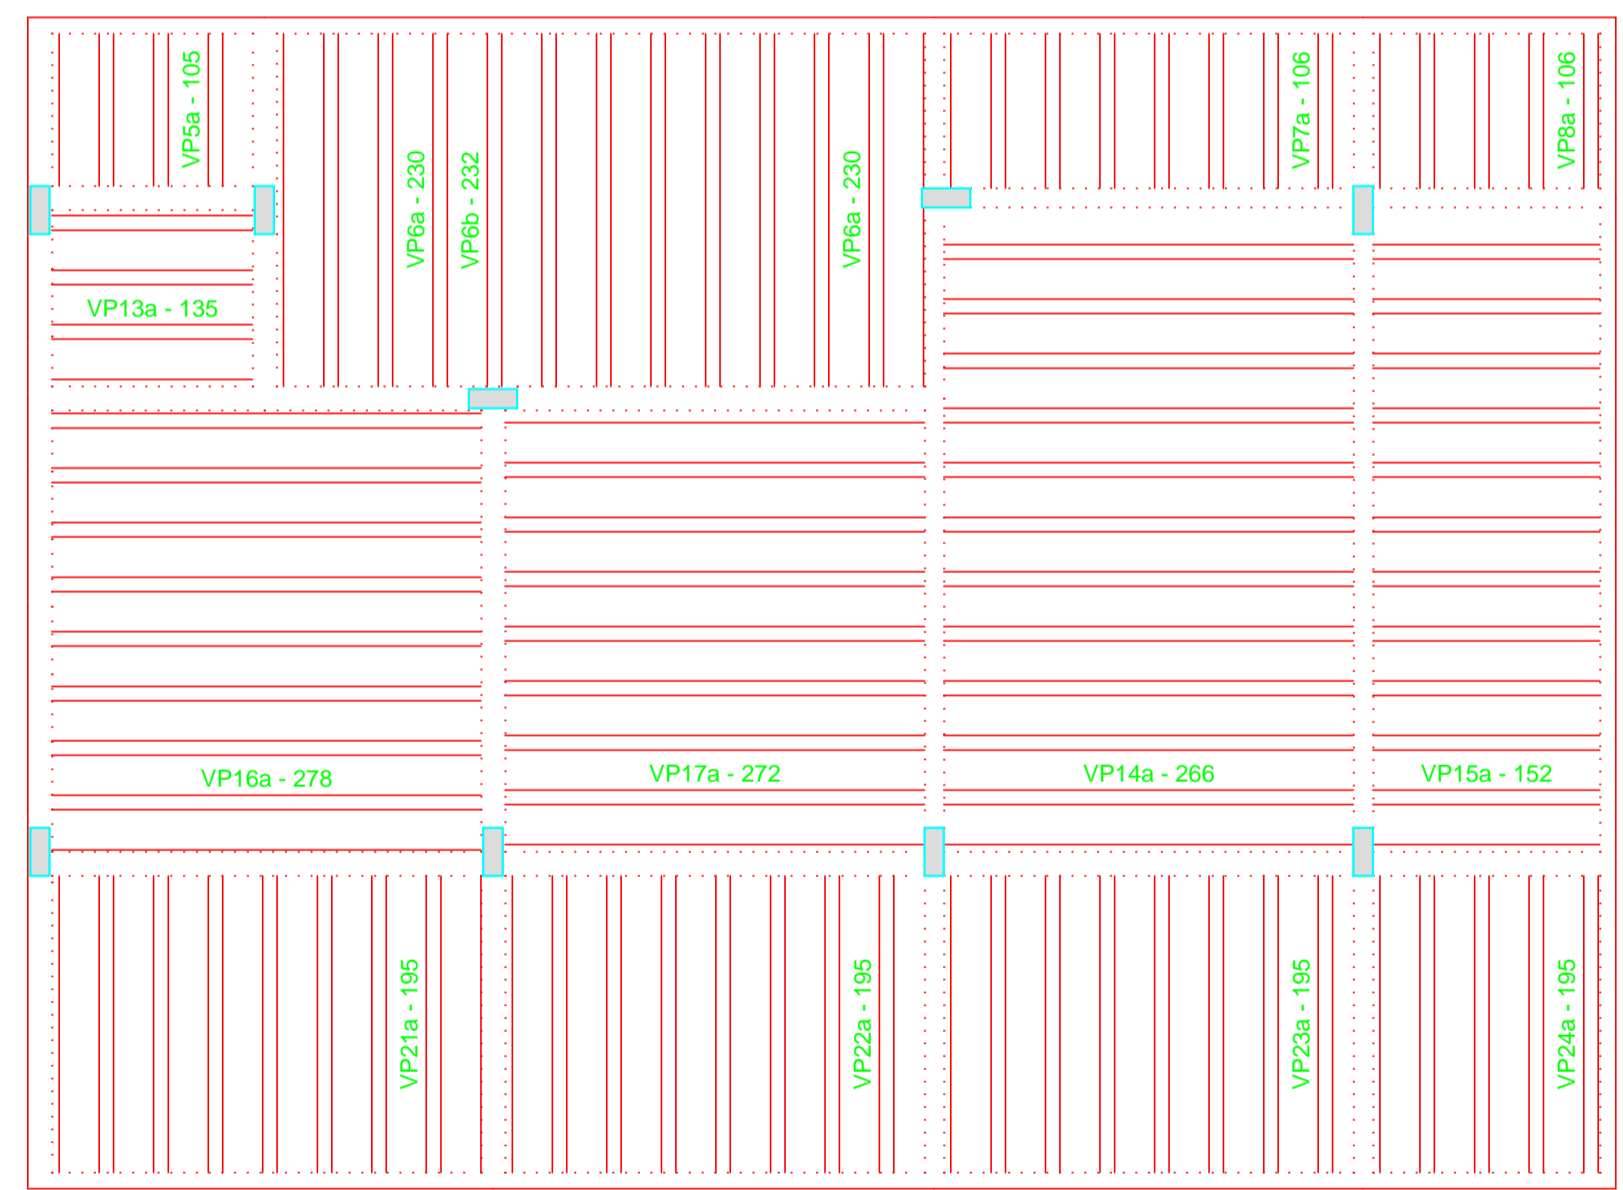 VP5a - 105
VP6a - 230
VP6b - 232
VP6a - 230
VP7a - 106
VP8a - 106
VP13a - 135
VP16a - 278
VP17a - 272
VP14a - 266
VP15a - 152
VP21a - 195
VP22a - 195
VP23a - 195
VP24a - 195